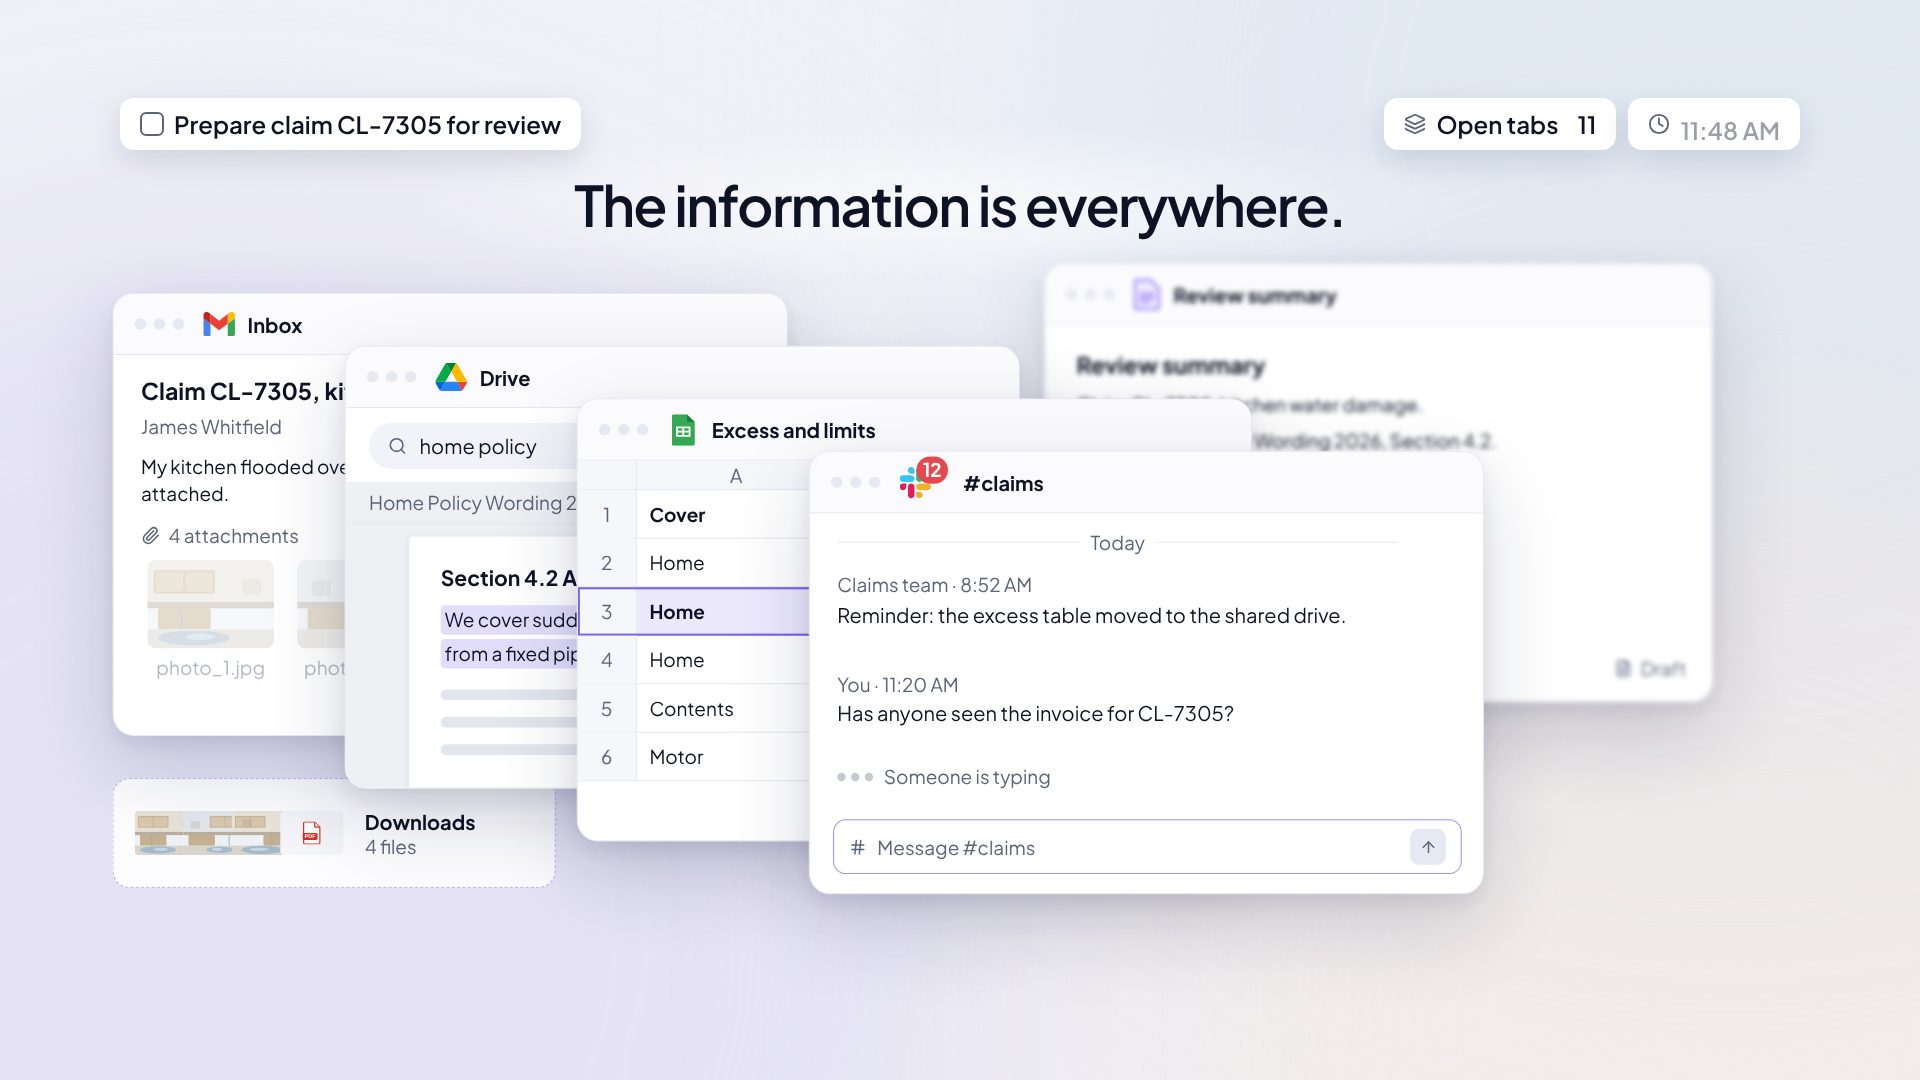 Prepare claim CL-7305 for review
Open tabs 11
11:48 AM
The information is everywhere.
Inbox
Claim CL-7305, ki
James Whitfield
My kitchen flooded ove
attached.
4 attachments
photo_1.jpg
phot
Drive
home policy
Home Policy Wording 2
Section 4.2 A
We cover sudd
from a fixed pip
Excess and limits
A
1 Cover
2 Home
3 Home
4 Home
5 Contents
6 Motor
Review summary
Review summary
chen water damage.
Wording 2026, Section 4.2.
Draft
12
#claims
Today
Claims team · 8:52 AM
Reminder: the excess table moved to the shared drive.
You · 11:20 AM
Has anyone seen the invoice for CL-7305?
Someone is typing
# Message #claims
PDF
Downloads
4 files